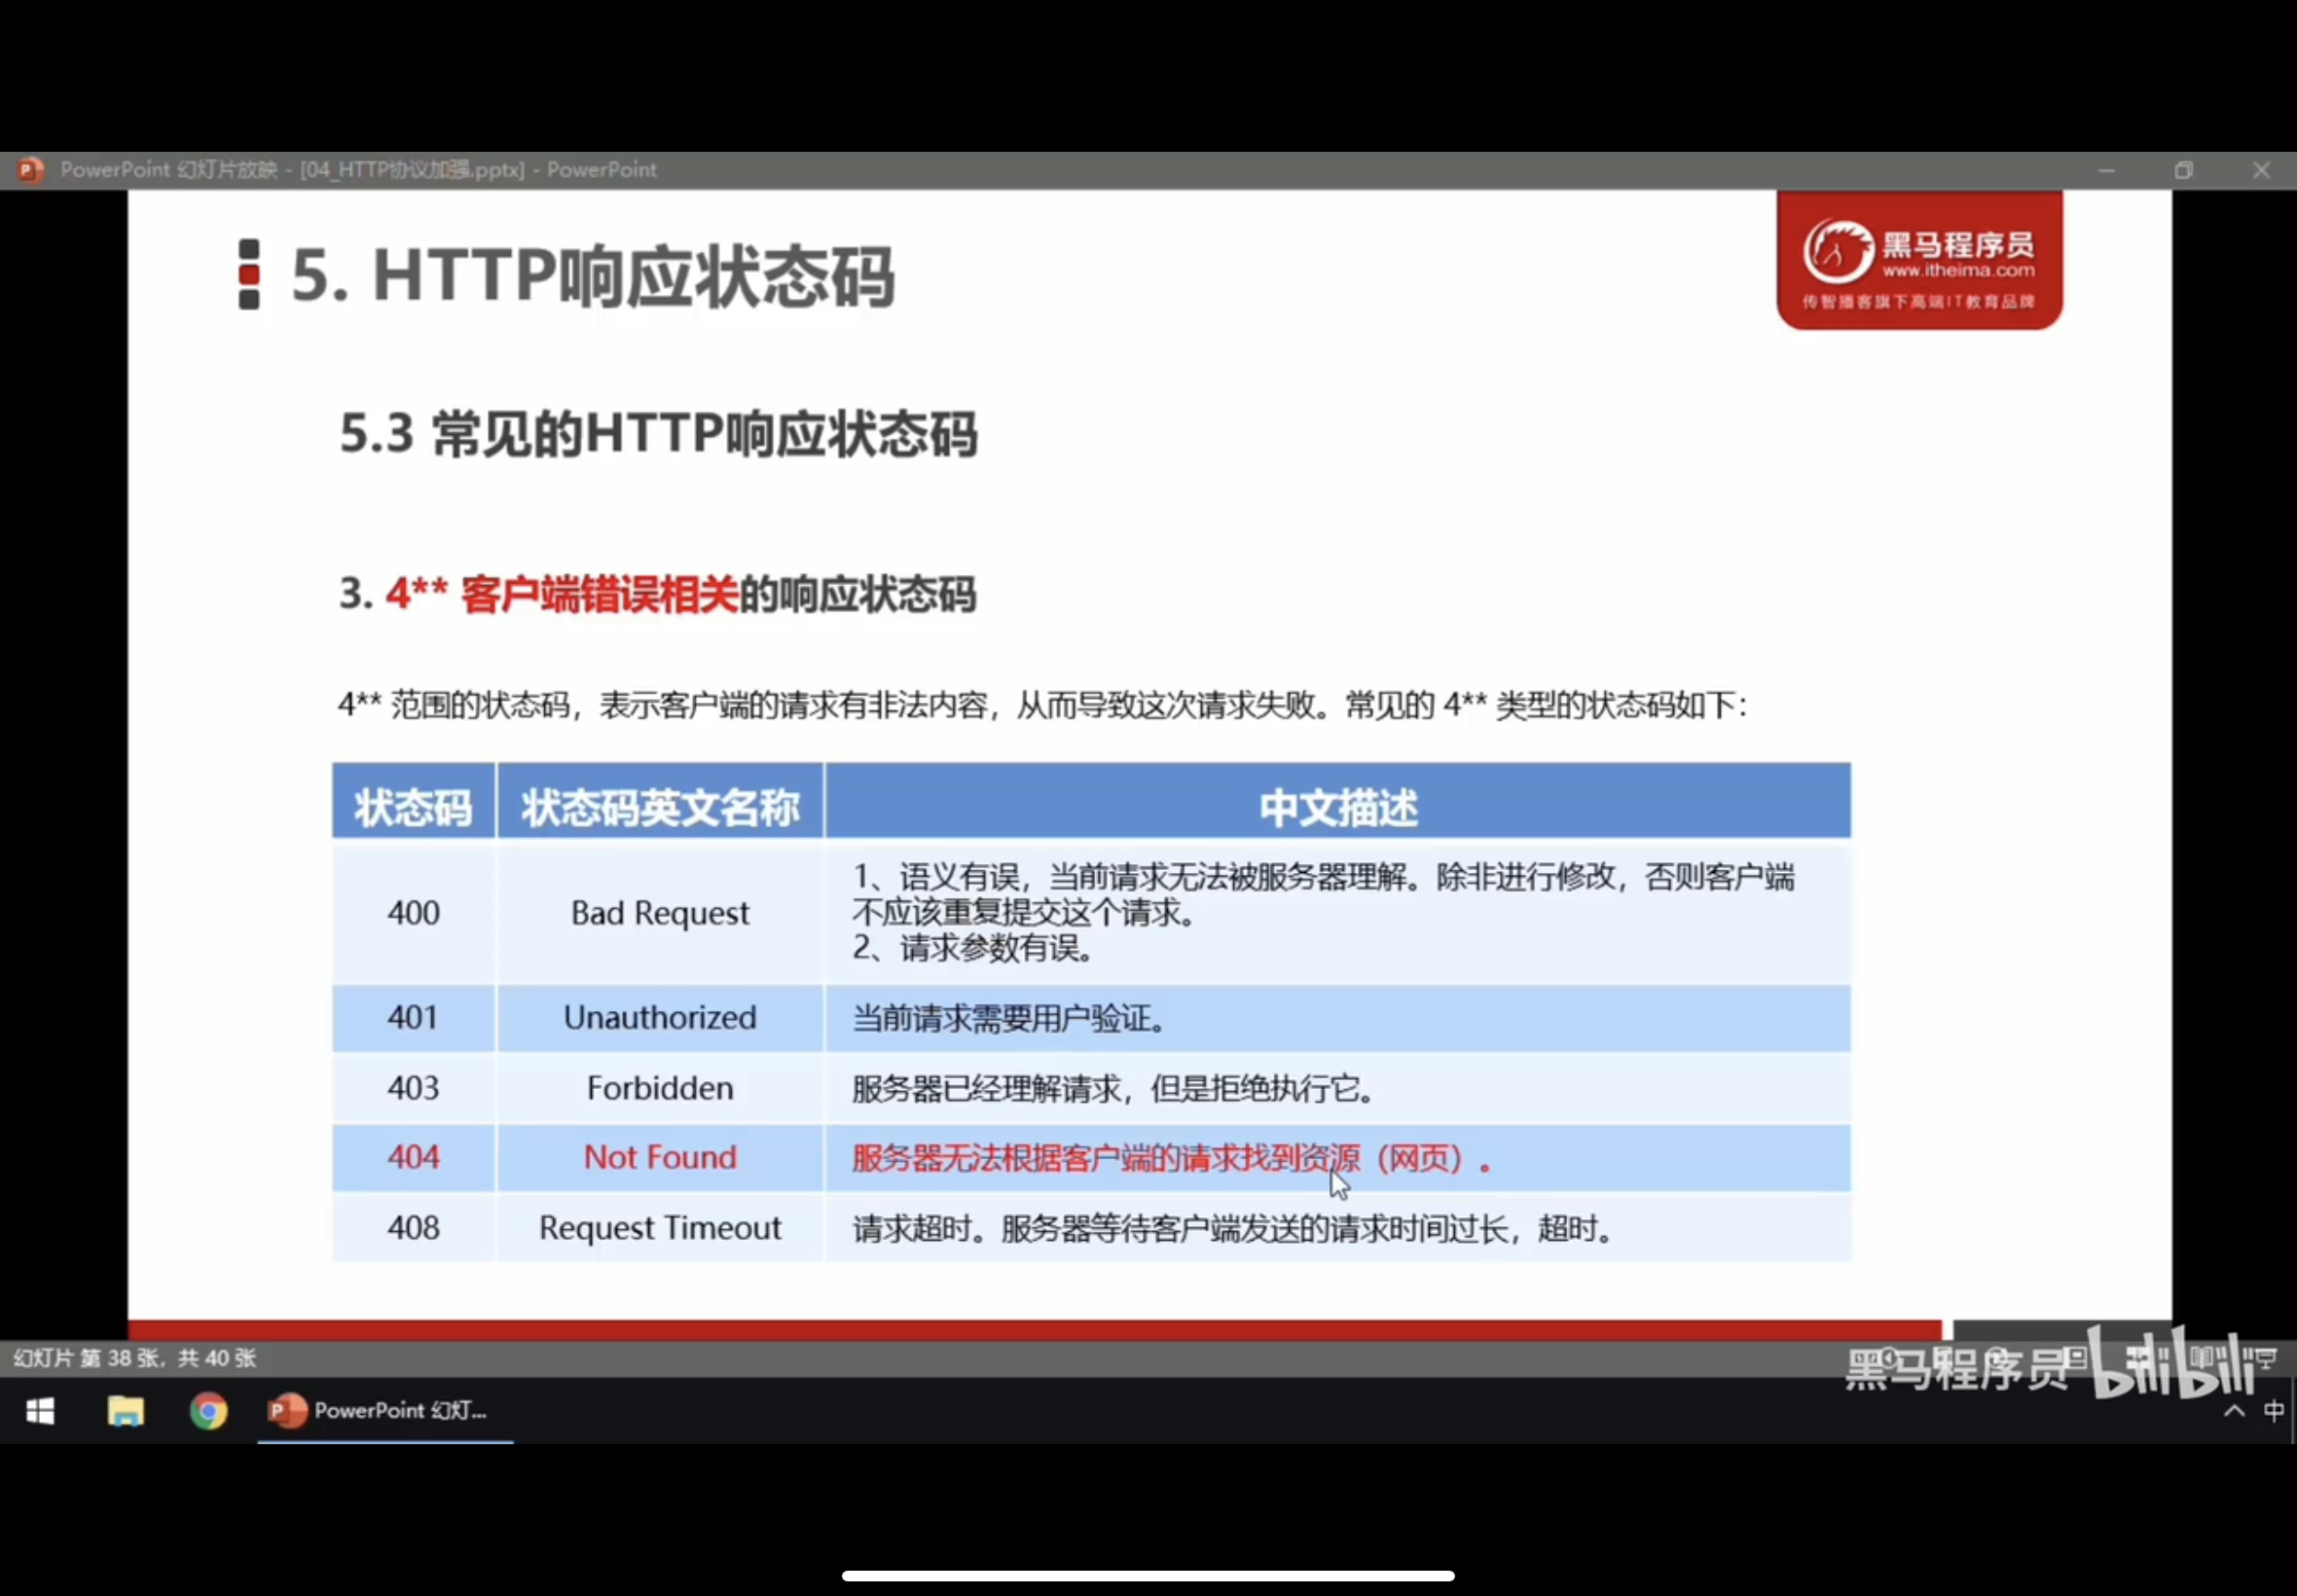 PowerPoint 幻灯片放映 - [04_HTTP协议加强.pptx] - PowerPoint
黑马程序员
www.itheima.com
传智播客旗下高端IT教育品牌
5. HTTP响应状态码
5.3 常见的HTTP响应状态码
3. 4** 客户端错误相关的响应状态码
4** 范围的状态码，表示客户端的请求有非法内容，从而导致这次请求失败。常见的 4** 类型的状态码如下：
状态码 状态码英文名称 中文描述
400 Bad Request 1、语义有误，当前请求无法被服务器理解。除非进行修改，否则客户端
不应该重复提交这个请求。
2、请求参数有误。
401 Unauthorized 当前请求需要用户验证。
403 Forbidden 服务器已经理解请求，但是拒绝执行它。
404 Not Found 服务器无法根据客户端的请求找到资源（网页）。
408 Request Timeout 请求超时。服务器等待客户端发送的请求时间过长，超时。
幻灯片 第 38 张，共 40 张
黑马程序员 bilibili
PowerPoint 幻灯...
中